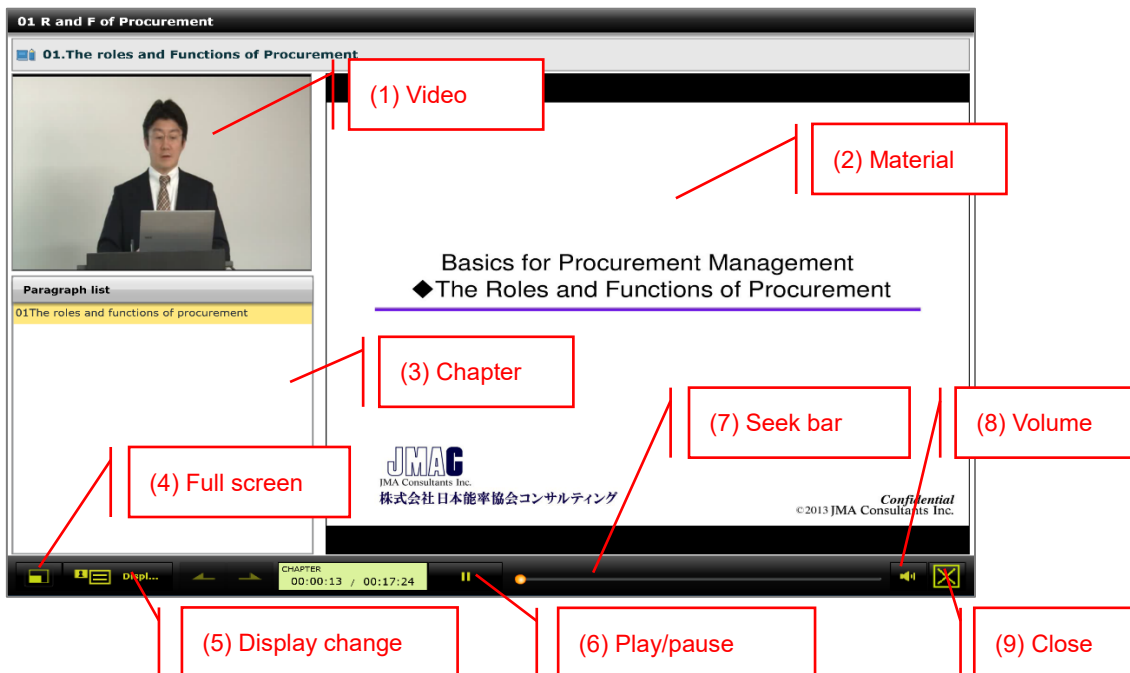 01 R and F of Procurement
01.The roles and Functions of Procurement
(1) Video
(2) Material
Basics for Procurement Management
◆The Roles and Functions of Procurement
Paragraph list
01The roles and functions of procurement
(3) Chapter
(7) Seek bar
(8) Volume
(4) Full screen
JMAC
JMA Consultants Inc.
株式会社日本能率協会コンサルティング
Confidential
©2013 JMA Consultants Inc.
1
Displ...
CHAPTER
00:00:13 / 00:17:24
(5) Display change
(6) Play/pause
(9) Close